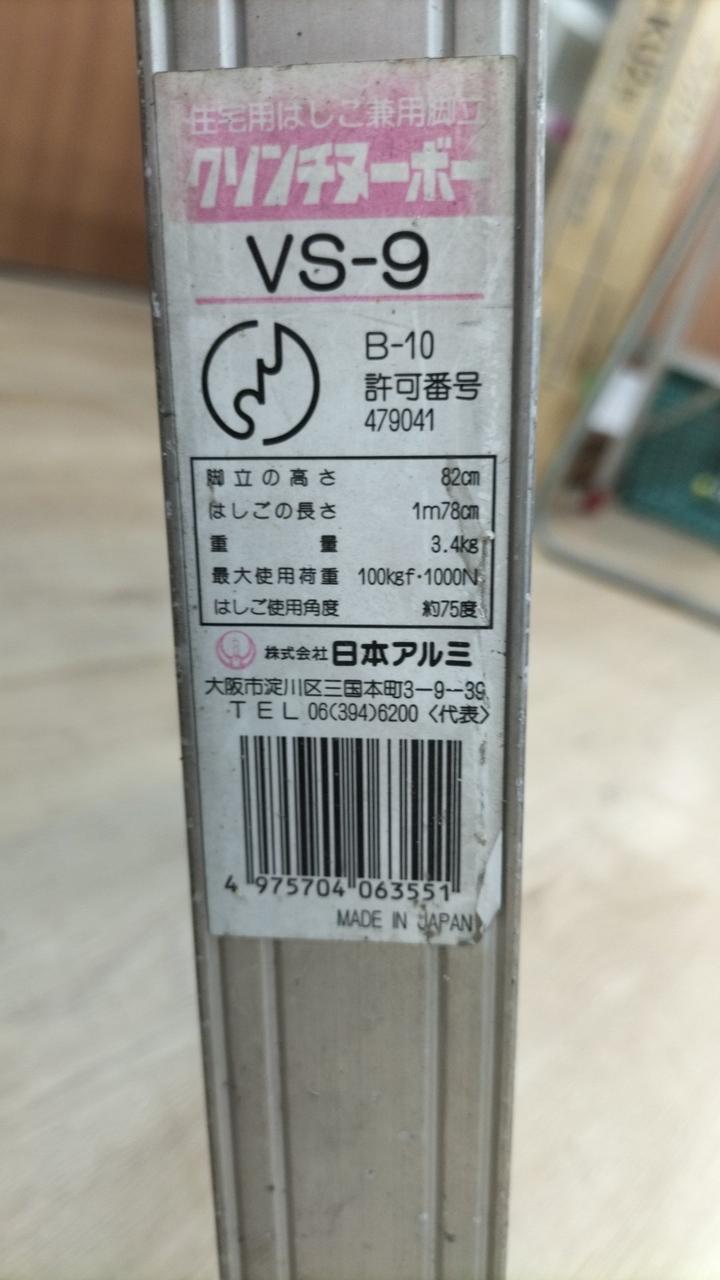 住宅用はしご兼用脚立
クソンチヌーボー
VS-9
B-10
許可番号
479041
脚立の高さ 82cm
はしごの長さ 1m78cm
重量 3.4kg
最大使用荷重 100kgf・1000N
はしご使用角度 約75度
株式会社日本アルミ
大阪市淀川区三国本町3-9-39
TEL 06(394)6200〈代表〉
4 975704 063551
MADE IN JAPAN